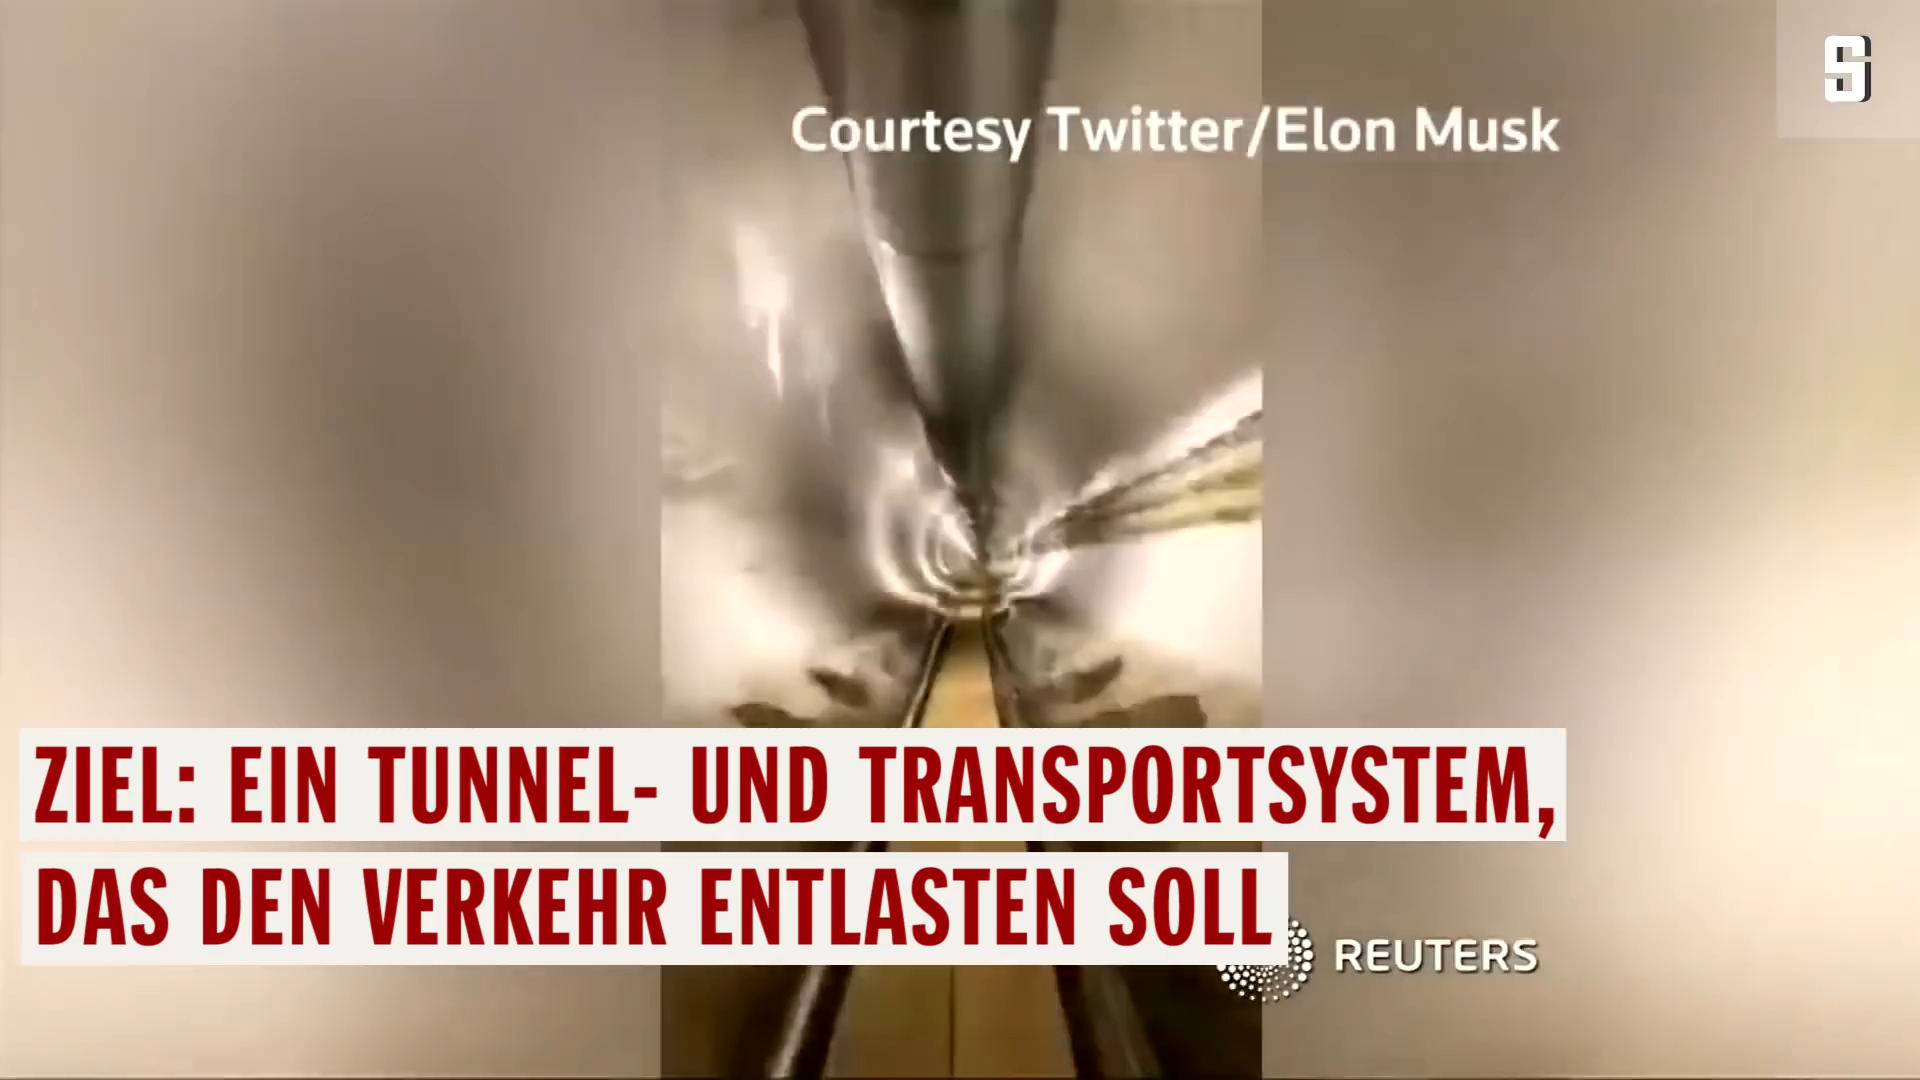 S
Courtesy Twitter/Elon Musk
ZIEL: EIN TUNNEL- UND TRANSPORTSYSTEM,
DAS DEN VERKEHR ENTLASTEN SOLL
REUTERS